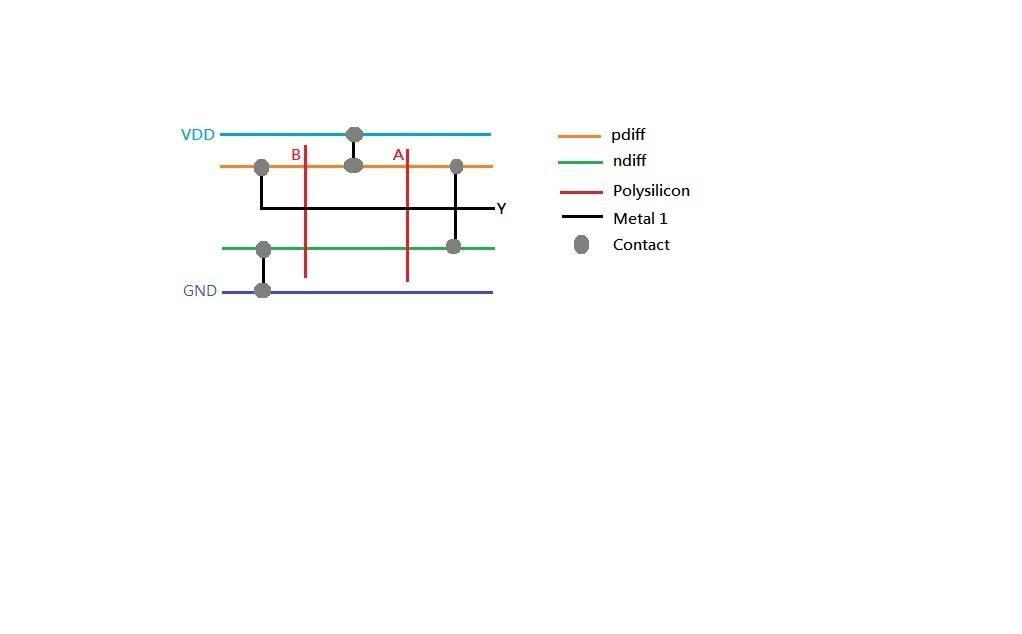 VDD
B
A
Y
GND
pdiff
ndiff
Polysilicon
Metal 1
Contact